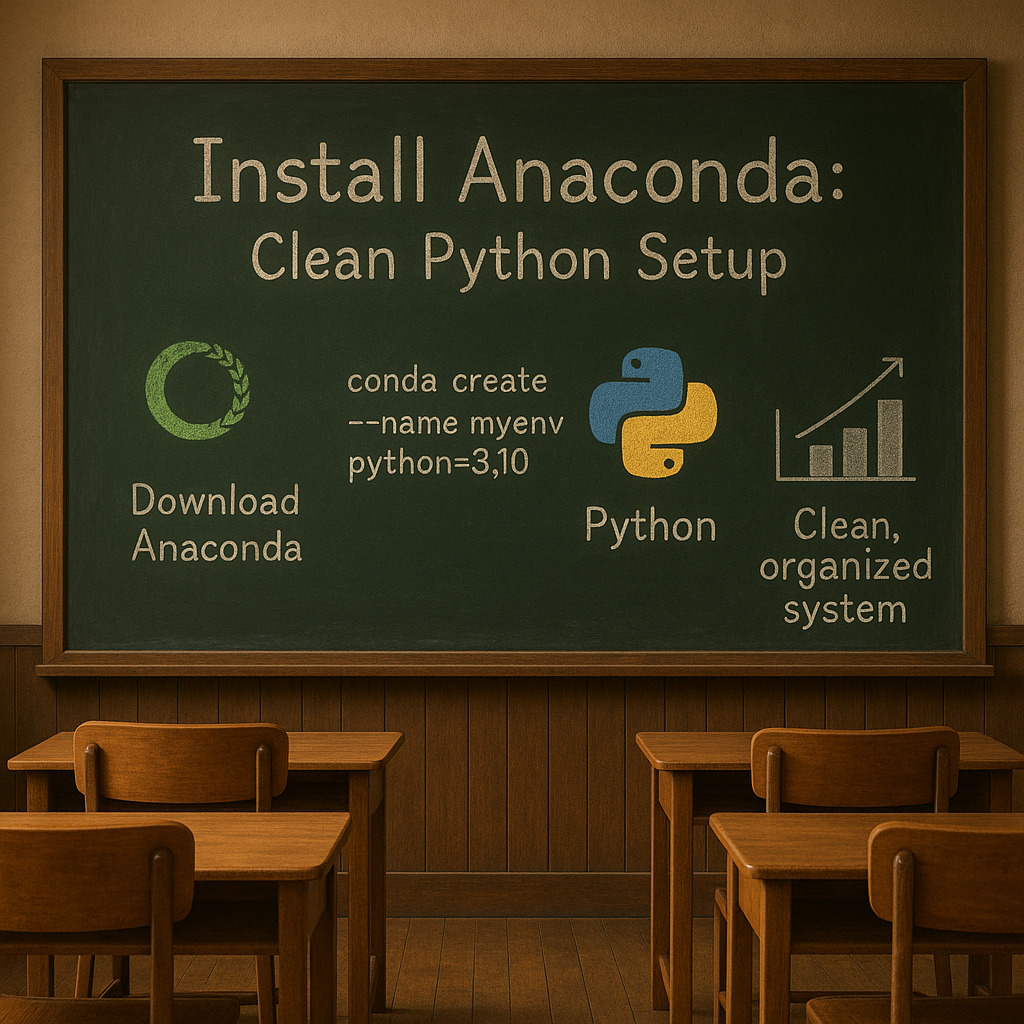 Install Anaconda:
Clean Python Setup
Download
Anaconda
conda create
--name myenv
python=3,10
Python
Clean,
organized
system